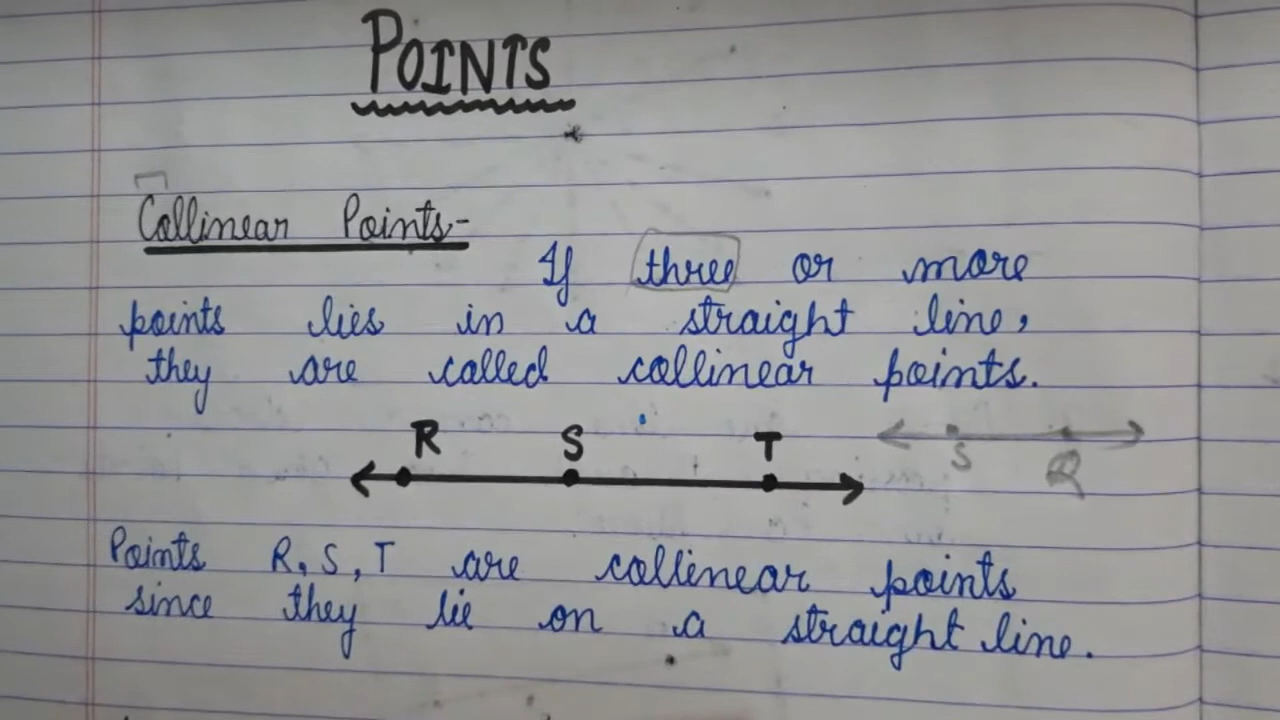 POINTS
Collinear Points-
If three or more
points lies in a straight line,
they are called collinear points.
R S T
S R
Points R, S, T are collinear points
since they lie on a straight line.